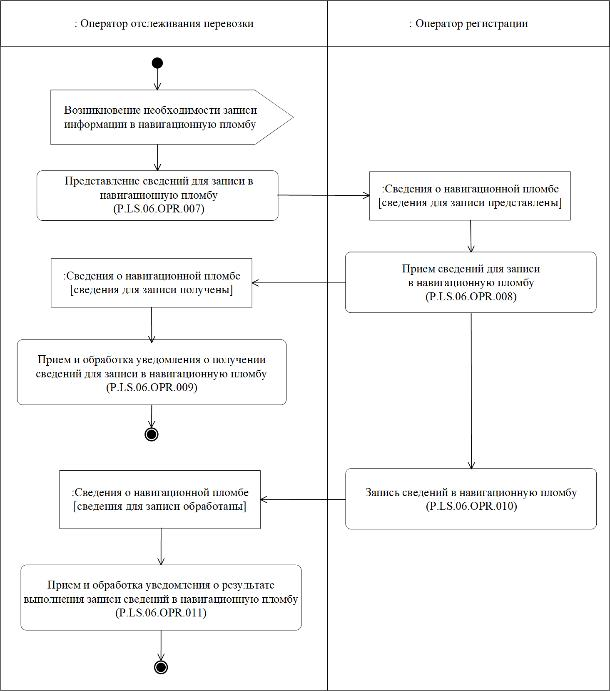 : Оператор отслеживания перевозки
: Оператор регистрации
Возникновение необходимости записи
информации в навигационную пломбу
Представление сведений для записи в
навигационную пломбу
(P.LS.06.OPR.007)
:Сведения о навигационной пломбе
[сведения для записи представлены]
Прием сведений для записи
в навигационную пломбу
(P.LS.06.OPR.008)
:Сведения о навигационной пломбе
[сведения для записи получены]
Прием и обработка уведомления о получении
сведений для записи в навигационную пломбу
(P.LS.06.OPR.009)
Запись сведений в навигационную пломбу
(P.LS.06.OPR.010)
:Сведения о навигационной пломбе
[сведения для записи обработаны]
Прием и обработка уведомления о результате
выполнения записи сведений в навигационную пломбу
(P.LS.06.OPR.011)